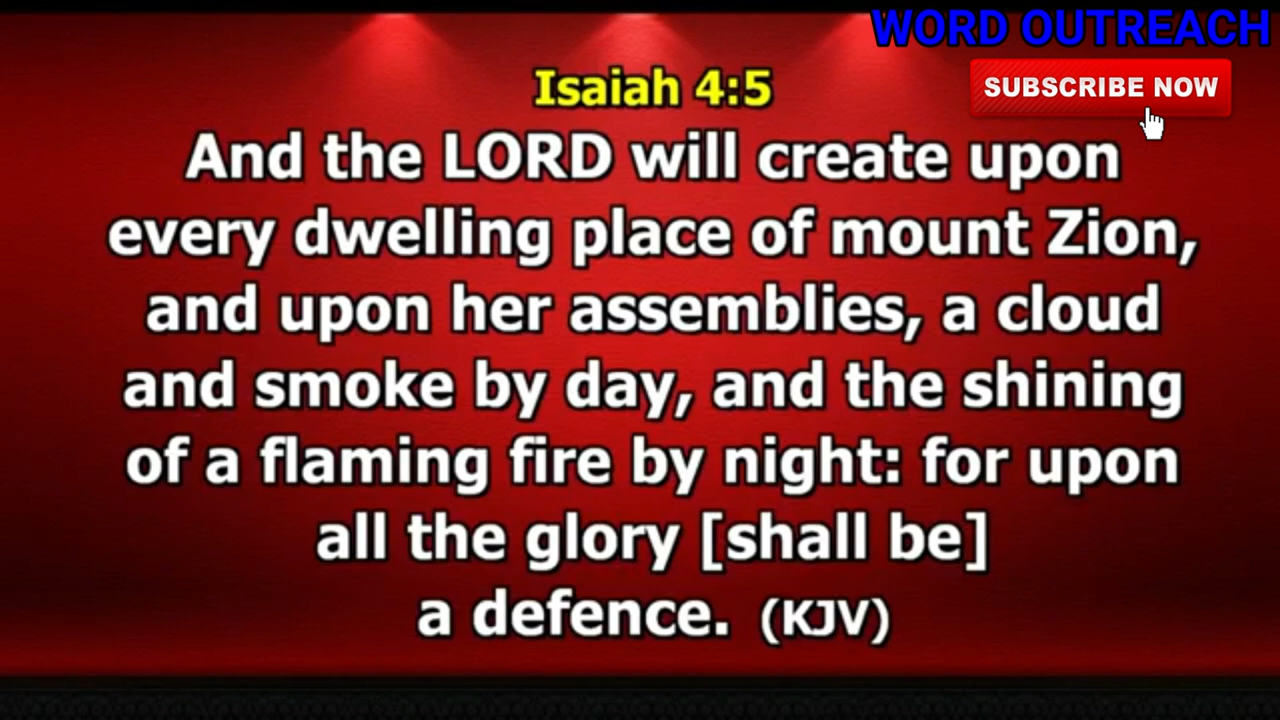 WORD OUTREACH
SUBSCRIBE NOW
Isaiah 4:5
And the LORD will create upon
every dwelling place of mount Zion,
and upon her assemblies, a cloud
and smoke by day, and the shining
of a flaming fire by night: for upon
all the glory [shall be]
a defence. (KJV)